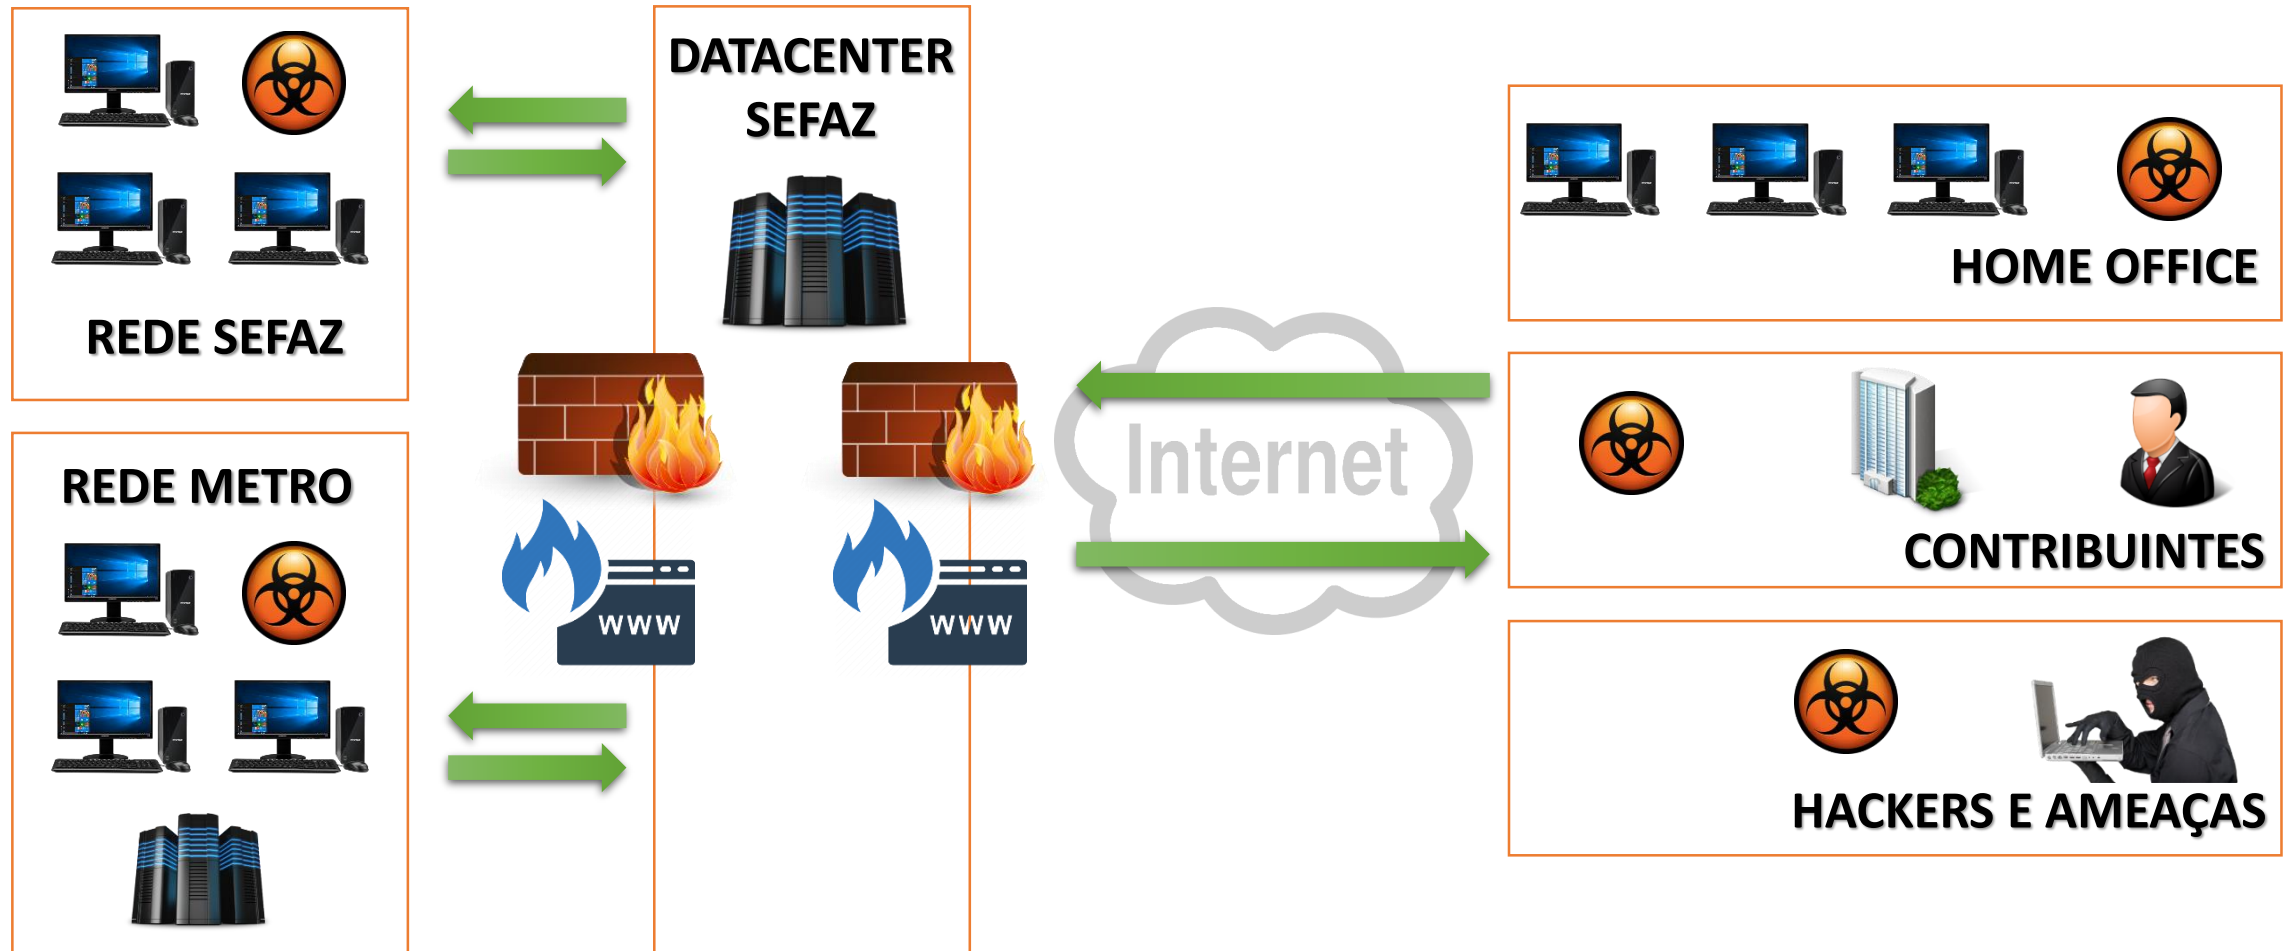 DATACENTER
SEFAZ
REDE SEFAZ
REDE METRO
WWW
WWW
Internet
HOME OFFICE
CONTRIBUINTES
HACKERS E AMEAÇAS